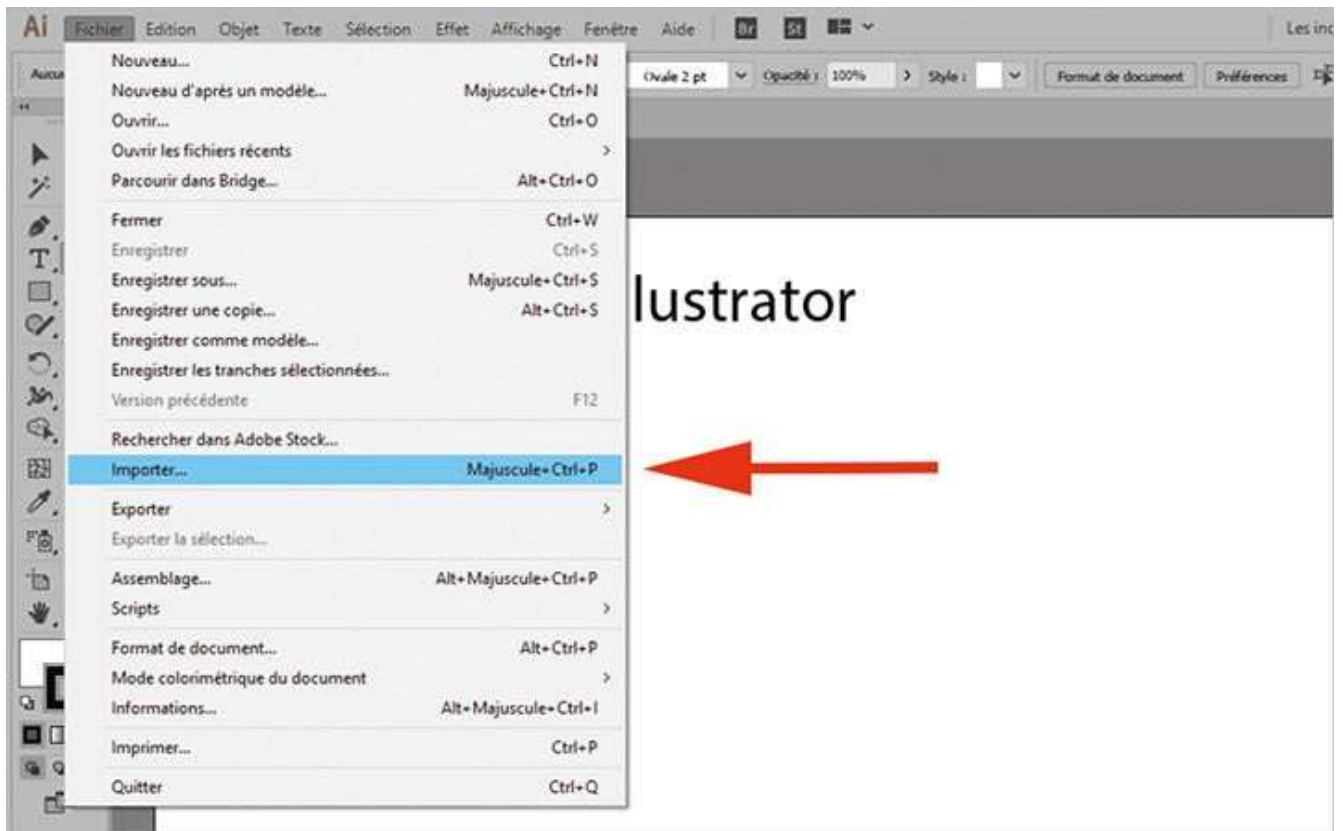 Ai Fichier Edition Objet Texte Sélection Effet Affichage Fenêtre Aide Br St Les inc
Aucu Ovale 2 pt Opacité : 100% Style : Format de document Préférences
Nouveau... Ctrl+N
Nouveau d'après un modèle... Majuscule+Ctrl+N
Ouvrir... Ctrl+O
Ouvrir les fichiers récents >
Parcourir dans Bridge... Alt+Ctrl+O
Fermer Ctrl+W
Enregistrer Ctrl+S
Enregistrer sous... Majuscule+Ctrl+S
Enregistrer une copie... Alt+Ctrl+S
Enregistrer comme modèle...
Enregistrer les tranches sélectionnées...
Version précédente F12
Rechercher dans Adobe Stock...
Importer... Majuscule+Ctrl+P
Exporter >
Exporter la sélection...
Assemblage... Alt+Majuscule+Ctrl+P
Scripts >
Format de document... Alt+Ctrl+P
Mode colorimétrique du document >
Informations... Alt+Majuscule+Ctrl+I
Imprimer... Ctrl+P
Quitter Ctrl+Q
lustrator